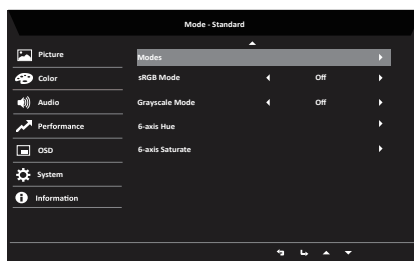 Mode - Standard
Picture
Color
Audio
Performance
OSD
System
Information
Modes
sRGB Mode Off
Grayscale Mode Off
6-axis Hue
6-axis Saturate